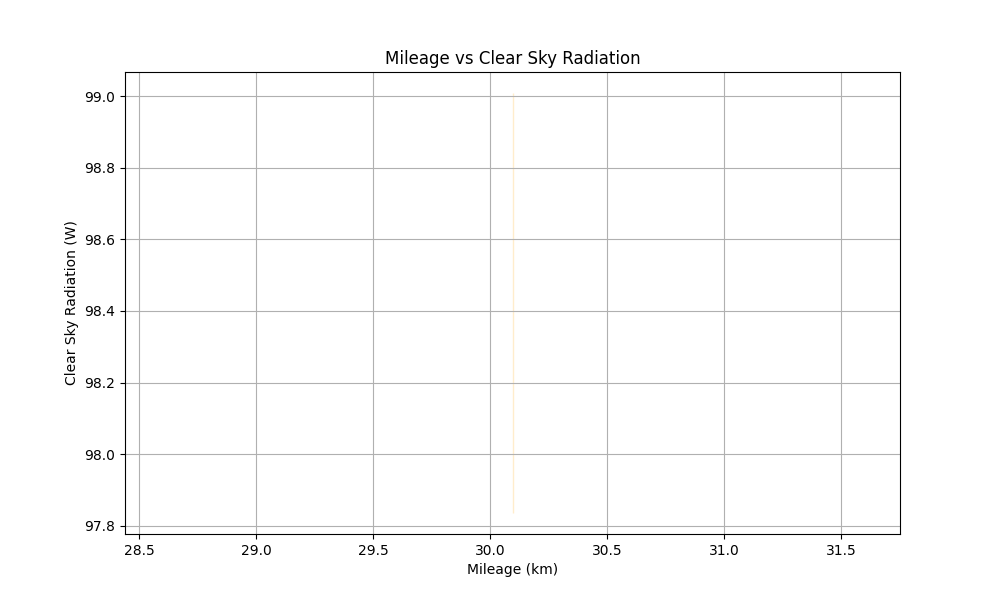 Mileage vs Clear Sky Radiation
99.0
98.8
98.6
98.4
98.2
98.0
97.8
Clear Sky Radiation (W)
28.5 29.0 29.5 30.0 30.5 31.0 31.5
Mileage (km)